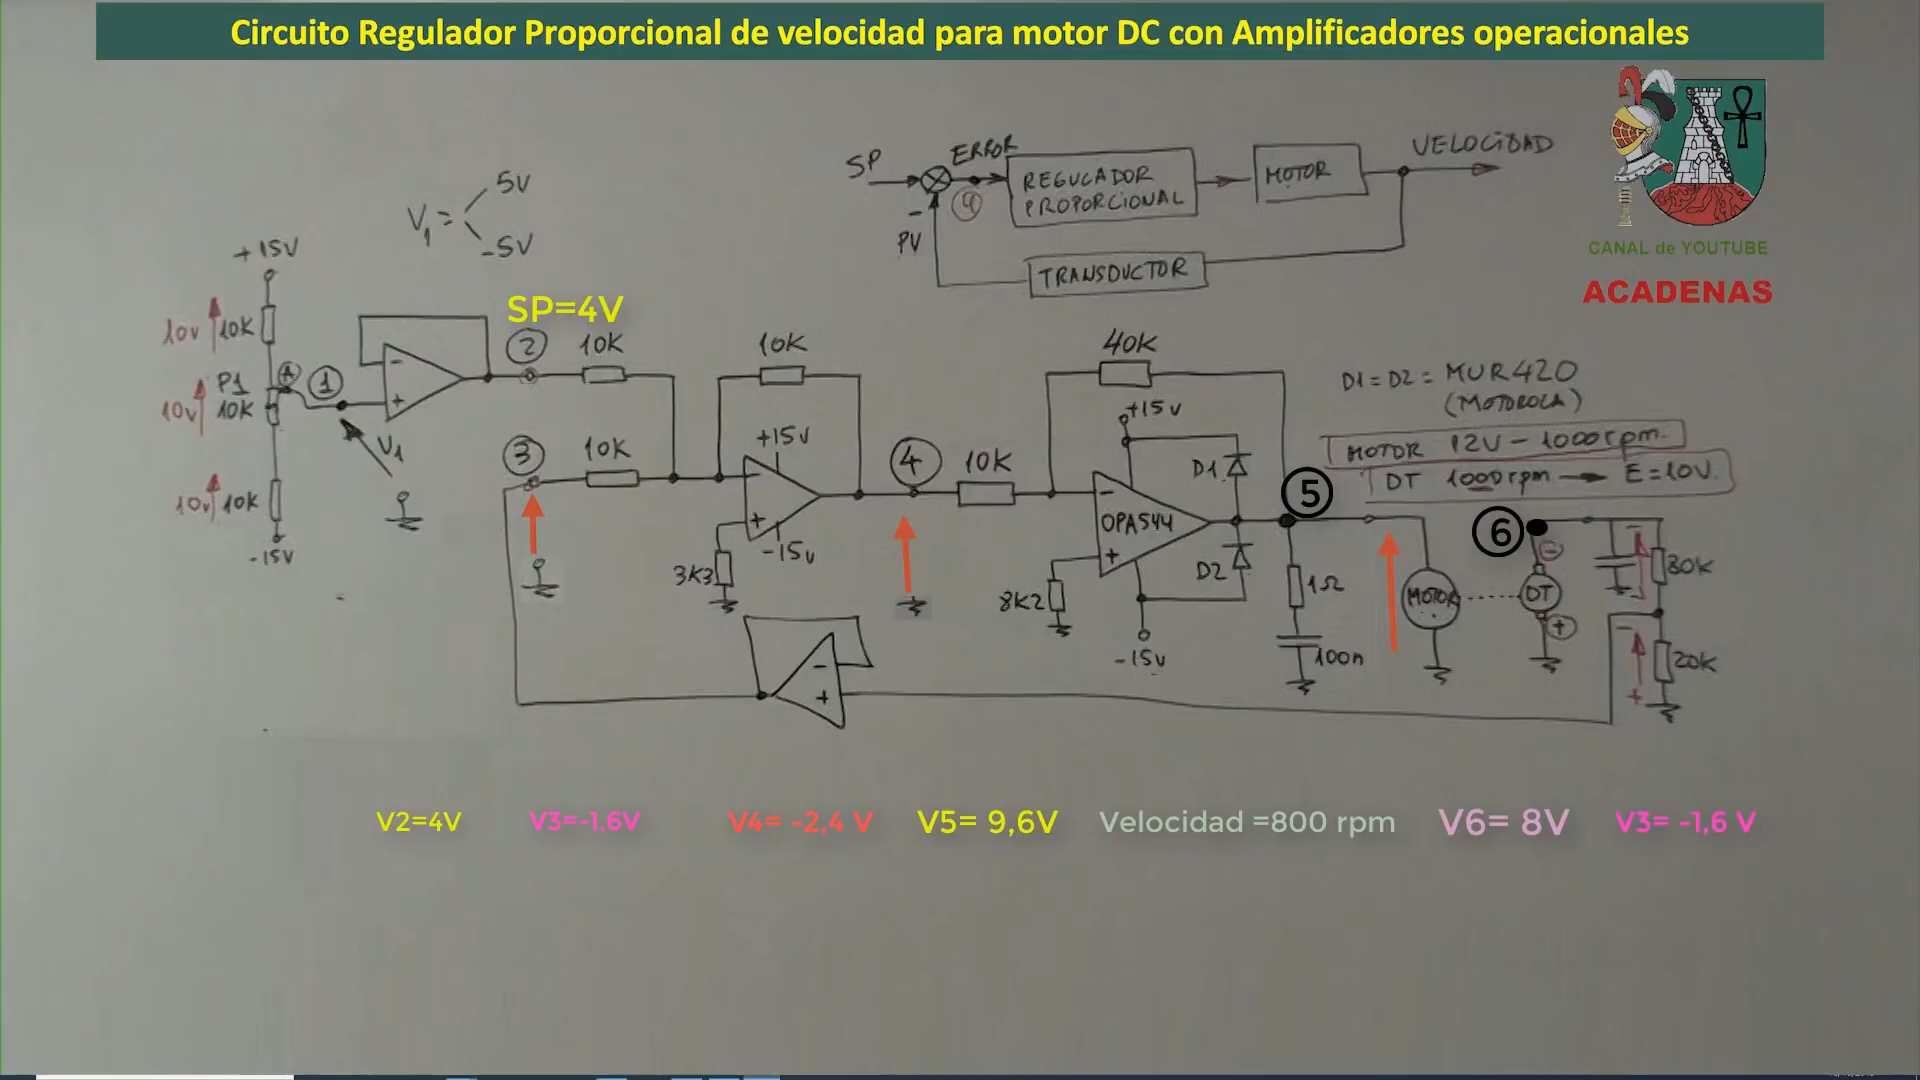 Circuito Regulador Proporcional de velocidad para motor DC con Amplificadores operacionales
CANAL de YOUTUBE
ACADENAS
SP
ERROR
4
-
PV
REGULADOR
PROPORCIONAL
MOTOR
VELOCIDAD
TRANSDUCTOR
V1 =
5V
-5V
+15V
10v
10K
P1
10v
10K
A
1
V1
10v
10K
-15V
-
+
SP=4V
2
10K
3
10K
10K
+15v
-
+
-15v
3K3
4
10K
40K
+15v
-
OPA544
+
-15v
8K2
D1
D2
5
1Ω
100n
D1 = D2 = MUR420
(MOTOROLA)
MOTOR 12V - 1000rpm.
DT 1000rpm → E=10V.
MOTOR
6
-
DT
+
-
80K
-
+
20K
-
+
V2=4V
V3=-1,6V
V4= -2,4 V
V5= 9,6V
Velocidad =800 rpm
V6= 8V
V3= -1,6 V